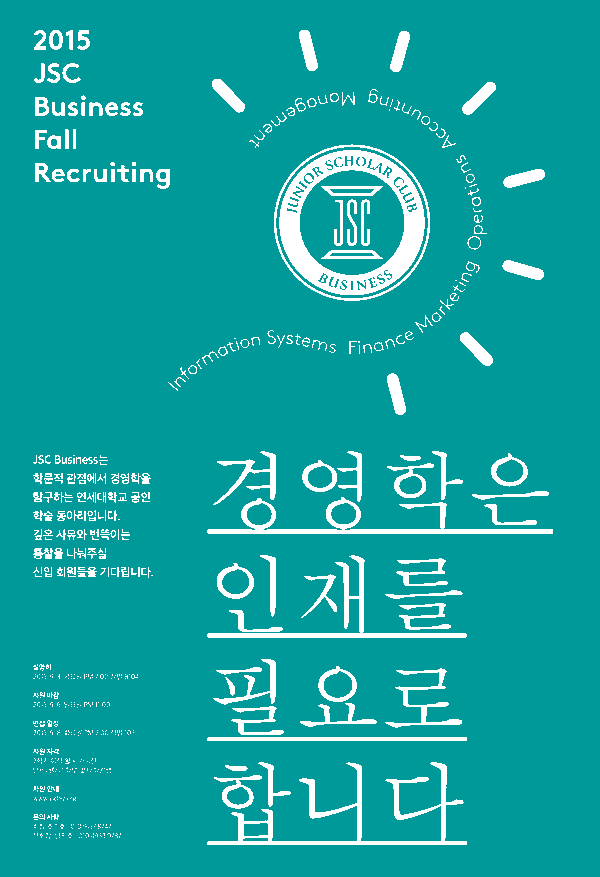 2015
JSC
Business
Fall
Recruiting
Management Accounting Operations Marketing Finance Information Systems
JUNIOR SCHOLAR CLUB
JSC
BUSINESS
JSC Business는
학문적 관점에서 경영학을
탐구하는 연세대학교 공인
학술 동아리입니다.
깊은 사유와 번뜩이는
통찰을 나눠주실
신입 회원들을 기다립니다.
경영학은
인재를
필요로
합니다
설명회
지원 마감
면접 일정
지원 자격
지원 안내
문의 사항